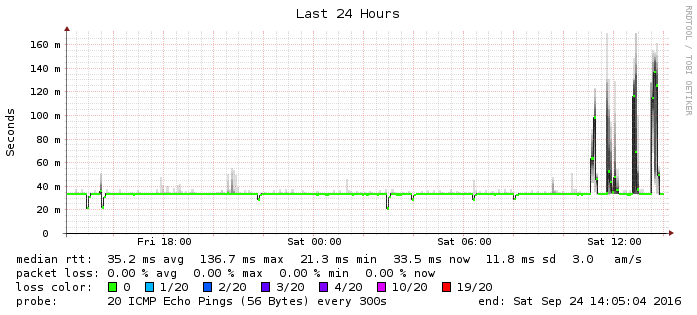 Last 24 Hours
RRDTOOL / TOBI OETIKER
Seconds
160 m
140 m
120 m
100 m
80 m
60 m
40 m
20 m
0
Fri 18:00 Sat 00:00 Sat 06:00 Sat 12:00
median rtt: 35.2 ms avg 136.7 ms max 21.3 ms min 33.5 ms now 11.8 ms sd 3.0 am/s
packet loss: 0.00 % avg 0.00 % max 0.00 % min 0.00 % now
loss color: 0 1/20 2/20 3/20 4/20 10/20 19/20
probe: 20 ICMP Echo Pings (56 Bytes) every 300s end: Sat Sep 24 14:05:04 2016